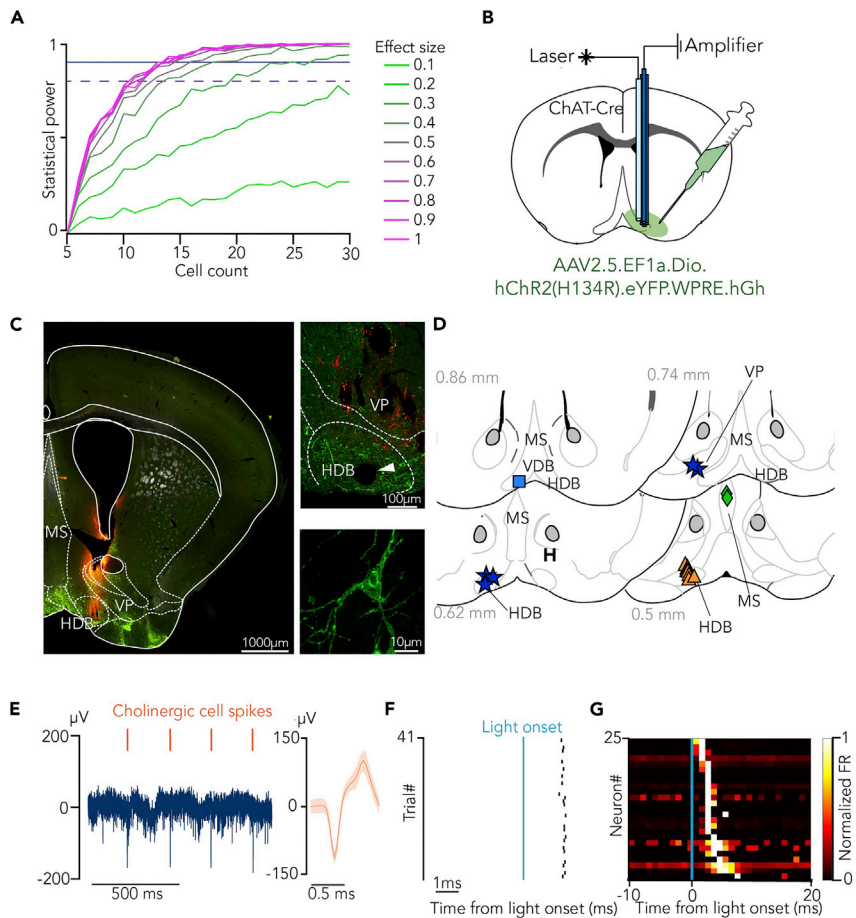 A
Statistical power
1
0
5
10
15
20
25
30
Cell count
Effect size
0.1
0.2
0.3
0.4
0.5
0.6
0.7
0.8
0.9
1
B
Laser
Amplifier
ChAT-Cre
AAV2.5.EF1a.Dio.
hChR2(H134R).eYFP.WPRE.hGh
C
MS
VP
HDB
1000µm
VP
HDB
100µm
10µm
D
0.86 mm
0.74 mm
VP
MS
MS
VDB
HDB
HDB
MS
H
0.62 mm
HDB
0.5 mm
MS
HDB
E
µV
Cholinergic cell spikes
200
0
-200
500 ms
µV
150
0
-150
0.5 ms
F
Light onset
41
Trial#
1ms
Time from light onset (ms)
G
25
Neuron#
-10
0
20
Time from light onset (ms)
1
0
Normalized FR